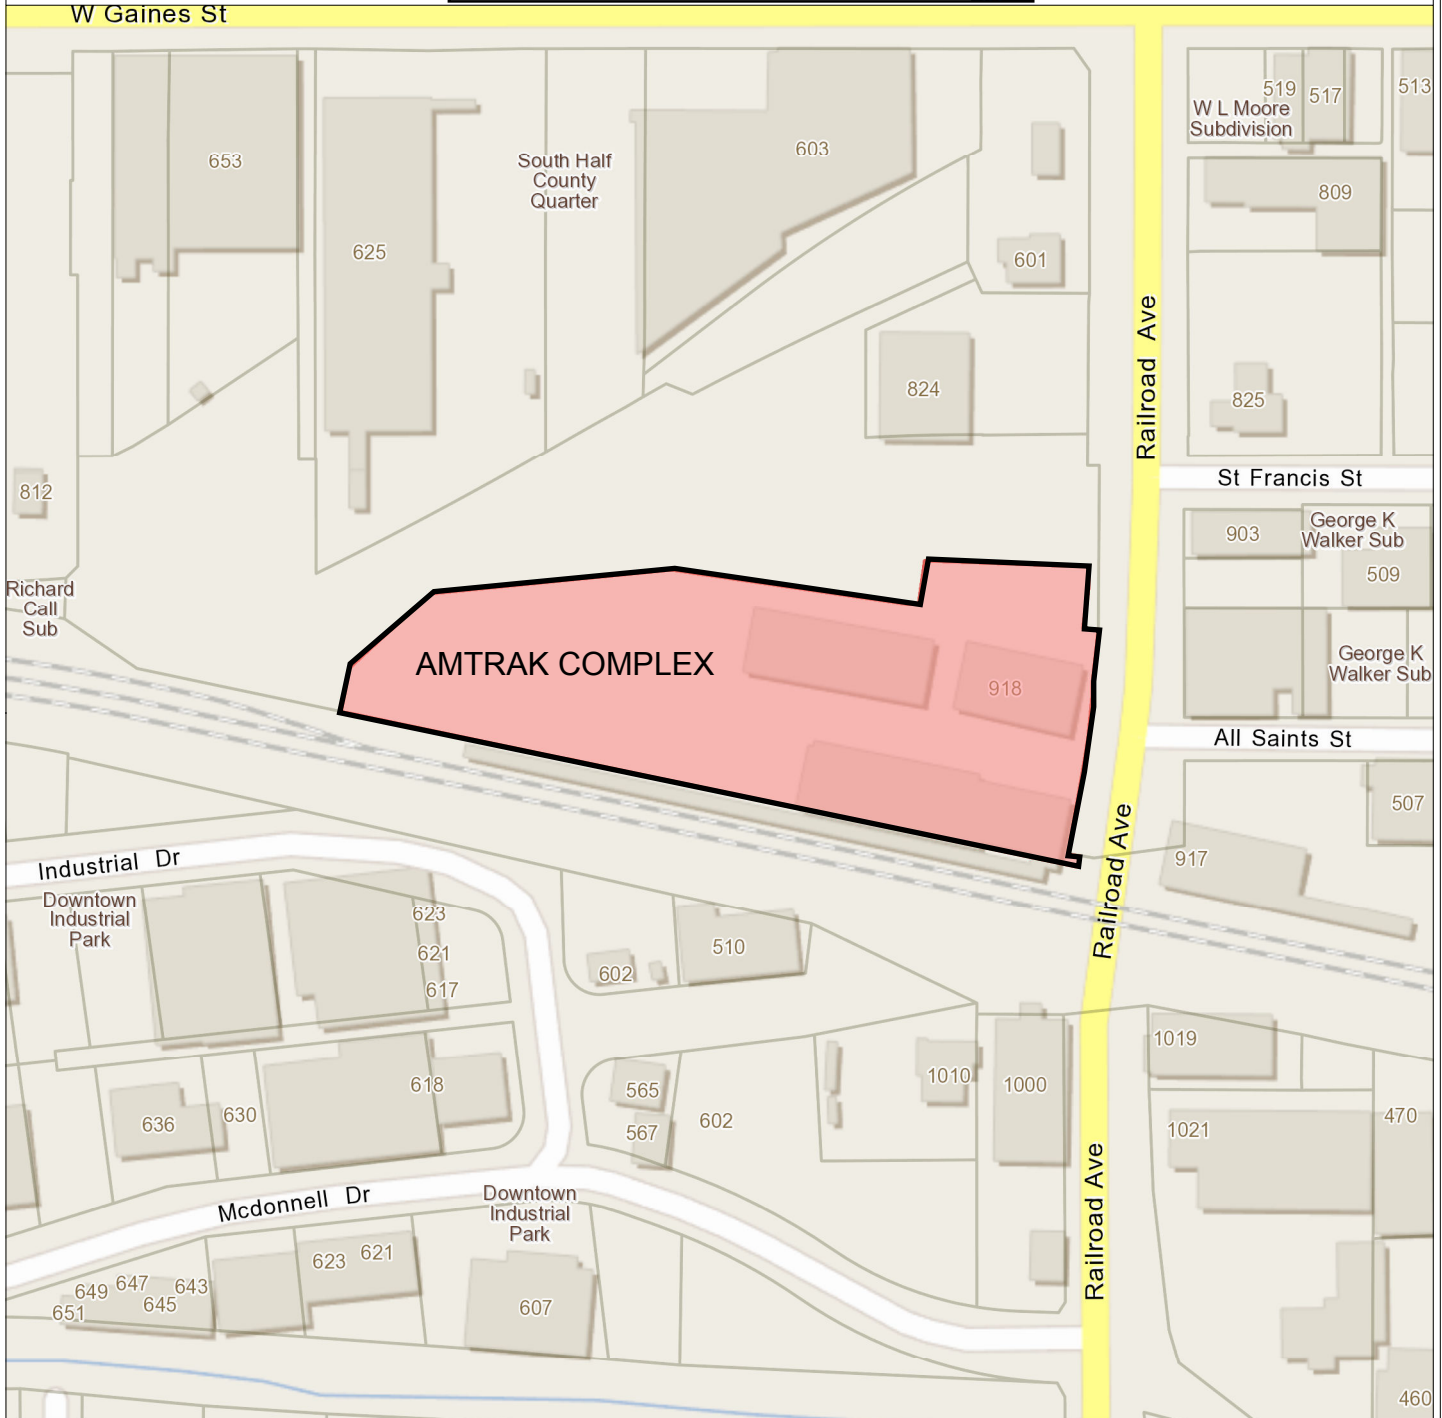 W Gaines St
519
517
513
W L Moore
Subdivision
653
603
South Half
County
Quarter
809
625
601
Railroad Ave
824
825
812
St Francis St
903
George K
Walker Sub
509
Richard
Call
Sub
AMTRAK COMPLEX
918
George K
Walker Sub
All Saints St
507
Railroad Ave
917
Industrial Dr
Downtown
Industrial
Park
623
621
617
510
602
1019
618
1010
1000
565
636
630
567
602
1021
470
Mcdonnell Dr
Downtown
Industrial
Park
Railroad Ave
623
621
649
647
643
651
645
607
460